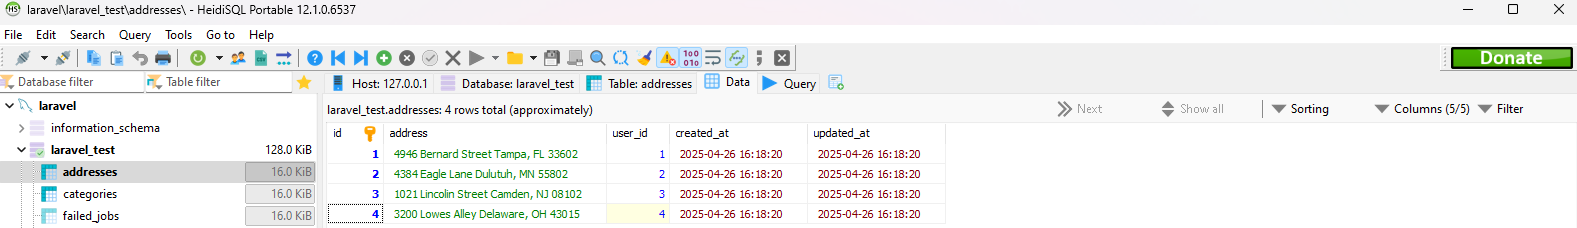 laravel\laravel_test\addresses\ - HeidiSQL Portable 12.1.0.6537
File Edit Search Query Tools Go to Help
Donate
Database filter Table filter Host: 127.0.0.1 Database: laravel_test Table: addresses Data Query
laravel_test.addresses: 4 rows total (approximately) Next Show all Sorting Columns (5/5) Filter
laravel
information_schema
laravel_test 128.0 KiB
addresses 16.0 KiB
categories 16.0 KiB
failed_jobs 16.0 KiB
id address user_id created_at updated_at
1 4946 Bernard Street Tampa, FL 33602 1 2025-04-26 16:18:20 2025-04-26 16:18:20
2 4384 Eagle Lane Dulutuh, MN 55802 2 2025-04-26 16:18:20 2025-04-26 16:18:20
3 1021 Lincolin Street Camden, NJ 08102 3 2025-04-26 16:18:20 2025-04-26 16:18:20
4 3200 Lowes Alley Delaware, OH 43015 4 2025-04-26 16:18:20 2025-04-26 16:18:20